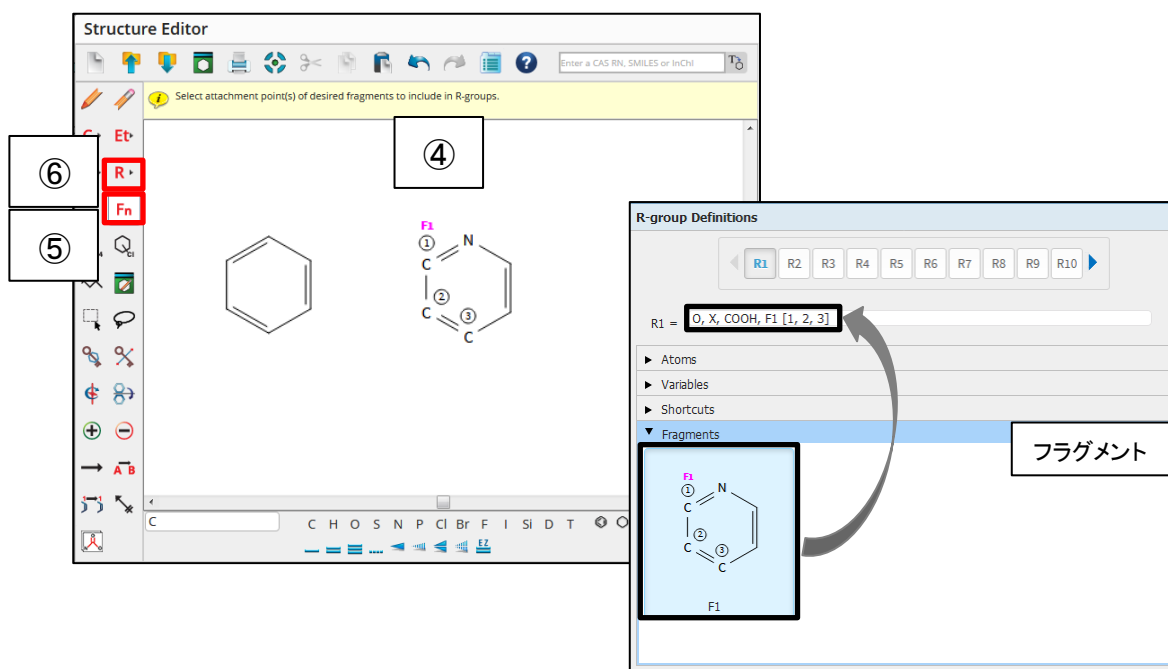 Structure Editor
Enter a CAS RN, SMILES or InChI
Select attachment point(s) of desired fragments to include in R-groups.
Et
④
⑥
R
Fn
⑤
F1
① N
C
②
C ③
C
A B
C
C H O S N P Cl Br F I Si D T
EZ
R-group Definitions
R1 R2 R3 R4 R5 R6 R7 R8 R9 R10
R1 = O, X, COOH, F1 [1, 2, 3]
Atoms
Variables
Shortcuts
Fragments
フラグメント
F1
① N
C
②
C ③
C
F1